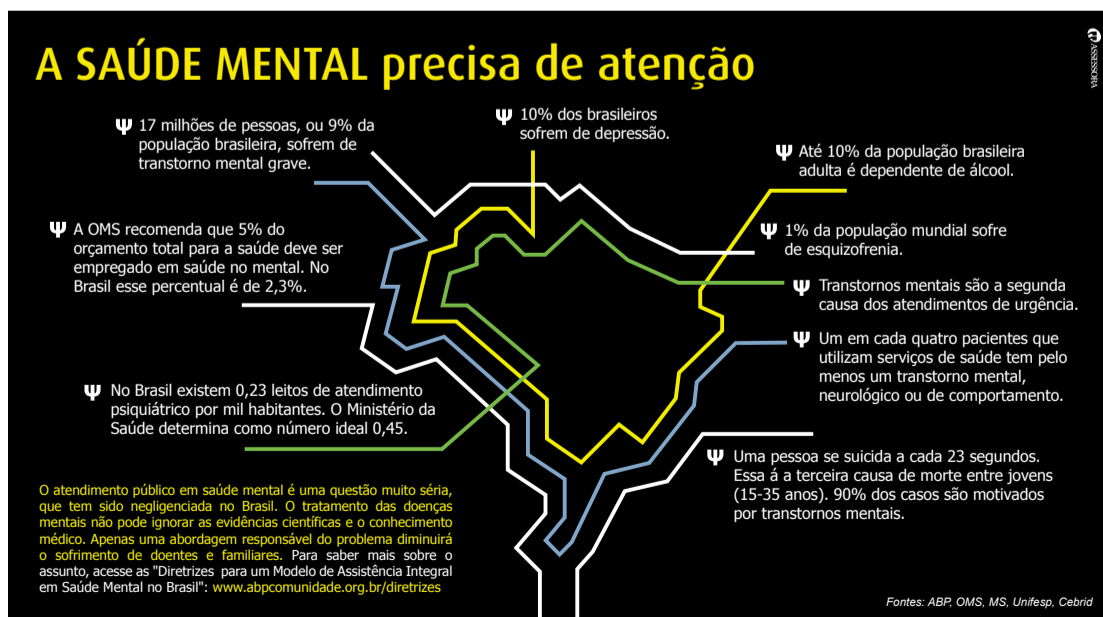 A SAÚDE MENTAL precisa de atenção
ASSESSORA
Ψ 17 milhões de pessoas, ou 9% da
população brasileira, sofrem de
transtorno mental grave.
Ψ 10% dos brasileiros
sofrem de depressão.
Ψ Até 10% da população brasileira
adulta é dependente de álcool.
Ψ A OMS recomenda que 5% do
orçamento total para a saúde deve ser
empregado em saúde no mental. No
Brasil esse percentual é de 2,3%.
Ψ 1% da população mundial sofre
de esquizofrenia.
Ψ Transtornos mentais são a segunda
causa dos atendimentos de urgência.
Ψ Um em cada quatro pacientes que
utilizam serviços de saúde tem pelo
menos um transtorno mental,
neurológico ou de comportamento.
Ψ No Brasil existem 0,23 leitos de atendimento
psiquiátrico por mil habitantes. O Ministério da
Saúde determina como número ideal 0,45.
Ψ Uma pessoa se suicida a cada 23 segundos.
Essa á a terceira causa de morte entre jovens
(15-35 anos). 90% dos casos são motivados
por transtornos mentais.
O atendimento público em saúde mental é uma questão muito séria,
que tem sido negligenciada no Brasil. O tratamento das doenças
mentais não pode ignorar as evidências científicas e o conhecimento
médico. Apenas uma abordagem responsável do problema diminuirá
o sofrimento de doentes e familiares. Para saber mais sobre o
assunto, acesse as "Diretrizes para um Modelo de Assistência Integral
em Saúde Mental no Brasil": www.abpcomunidade.org.br/diretrizes
Fontes: ABP, OMS, MS, Unifesp, Cebrid